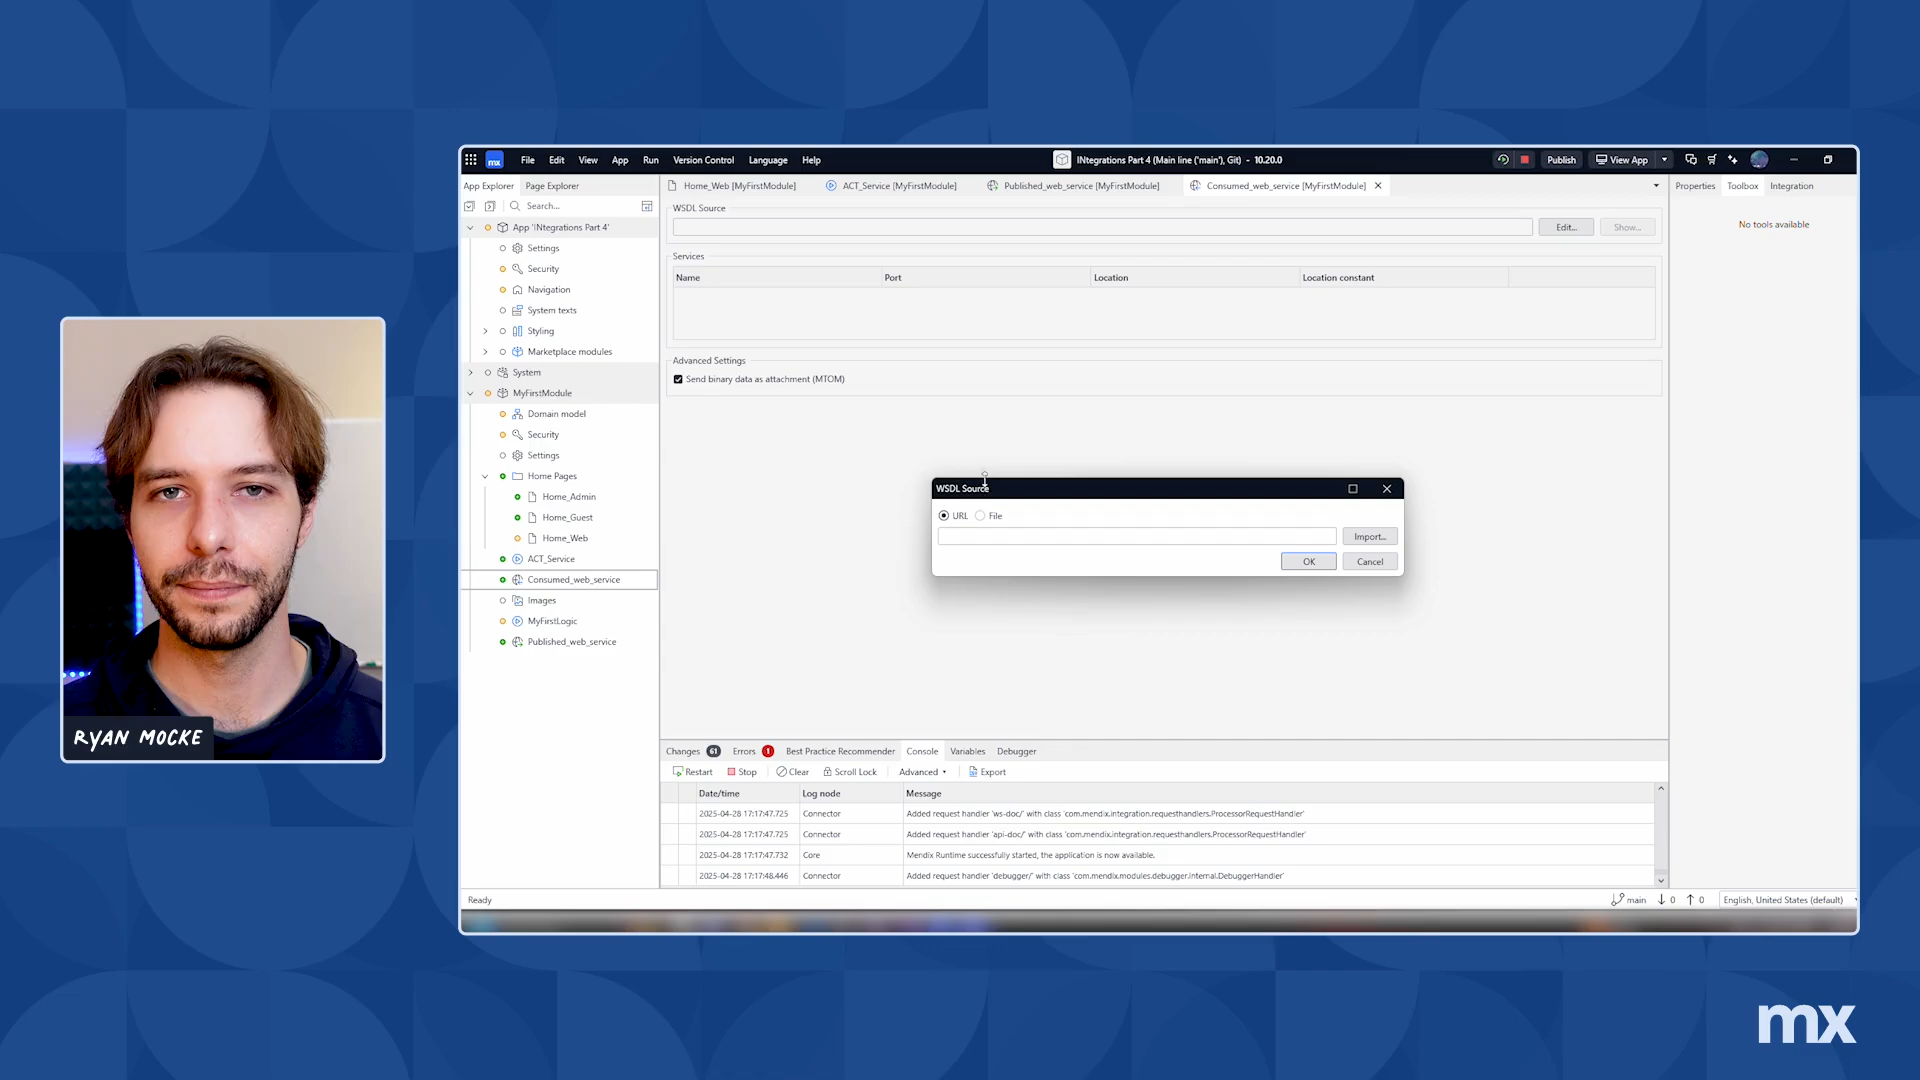 mx
File Edit View App Run Version Control Language Help
INtegrations Part 4 (Main line ('main'), Git) - 10.20.0
Publish
View App
App Explorer
Page Explorer
Search...
App 'INtegrations Part 4'
Settings
Security
Navigation
System texts
Styling
Marketplace modules
System
MyFirstModule
Domain model
Security
Settings
Home Pages
Home_Admin
Home_Guest
Home_Web
ACT_Service
Consumed_web_service
Images
MyFirstLogic
Published_web_service
Home_Web [MyFirstModule]
ACT_Service [MyFirstModule]
Published_web_service [MyFirstModule]
Consumed_web_service [MyFirstModule]
WSDL Source
Edit...
Show...
Services
Name Port Location Location constant
Advanced Settings
Send binary data as attachment (MTOM)
WSDL Source
URL
File
Import...
OK
Cancel
Properties
Toolbox
Integration
No tools available
Changes 61
Errors 1
Best Practice Recommender
Console
Variables
Debugger
Restart
Stop
Clear
Scroll Lock
Advanced
Export
Date/time Log node Message
2025-04-28 17:17:47.725 Connector Added request handler 'ws-doc/' with class 'com.mendix.integration.requesthandlers.ProcessorRequestHandler'
2025-04-28 17:17:47.725 Connector Added request handler 'api-doc/' with class 'com.mendix.integration.requesthandlers.ProcessorRequestHandler'
2025-04-28 17:17:47.732 Core Mendix Runtime successfully started, the application is now available.
2025-04-28 17:17:48.446 Connector Added request handler 'debugger/' with class 'com.mendix.modules.debugger.internal.DebuggerHandler'
Ready
main
0
0
English, United States (default)
RYAN MOCKE
mx